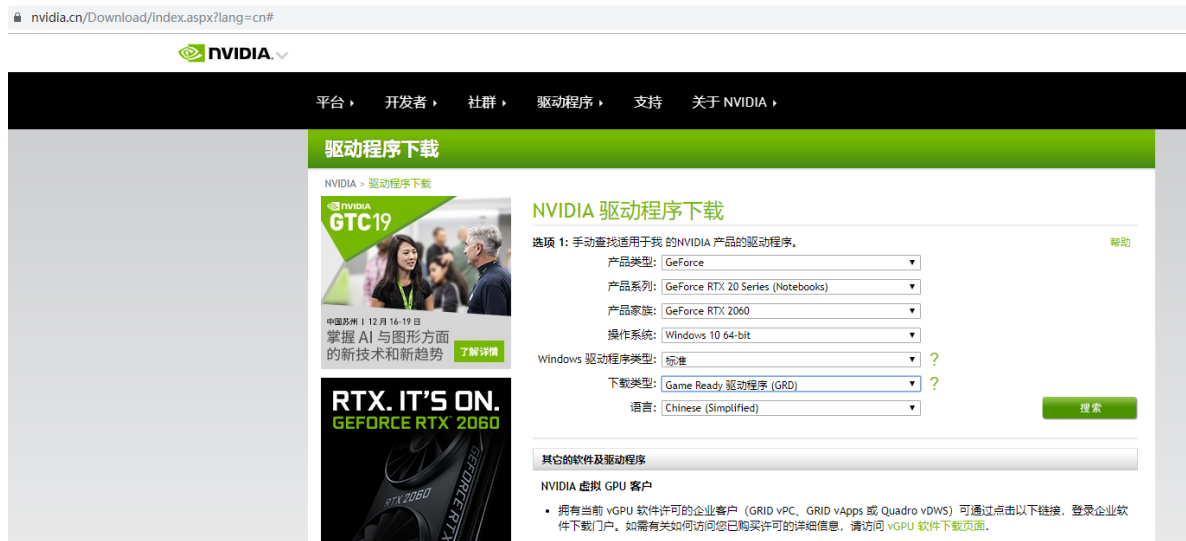 nvidia.cn/Download/index.aspx?lang=cn#
NVIDIA.
平台 开发者 社群 驱动程序 支持 关于 NVIDIA
驱动程序下载
NVIDIA > 驱动程序下载
NVIDIA
GTC19
中国苏州 | 12 月 16-19 日
掌握 AI 与图形方面
的新技术和新趋势
了解详情
RTX. IT'S ON.
GEFORCE RTX 2060
RTX 2060
GEFORCE RTX
NVIDIA 驱动程序下载
选项 1: 手动查找适用于我 的NVIDIA 产品的驱动程序。
帮助
产品类型: GeForce
产品系列: GeForce RTX 20 Series (Notebooks)
产品家族: GeForce RTX 2060
操作系统: Windows 10 64-bit
Windows 驱动程序类型: 标准 ?
下载类型: Game Ready 驱动程序 (GRD) ?
语言: Chinese (Simplified)
搜索
其它的软件及驱动程序
NVIDIA 虚拟 GPU 客户
• 拥有当前 vGPU 软件许可的企业客户（GRID vPC、GRID vApps 或 Quadro vDWS）可通过点击以下链接，登录企业软
件下载门户。如需有关如何访问您已购买许可的详细信息，请访问 vGPU 软件下载页面.